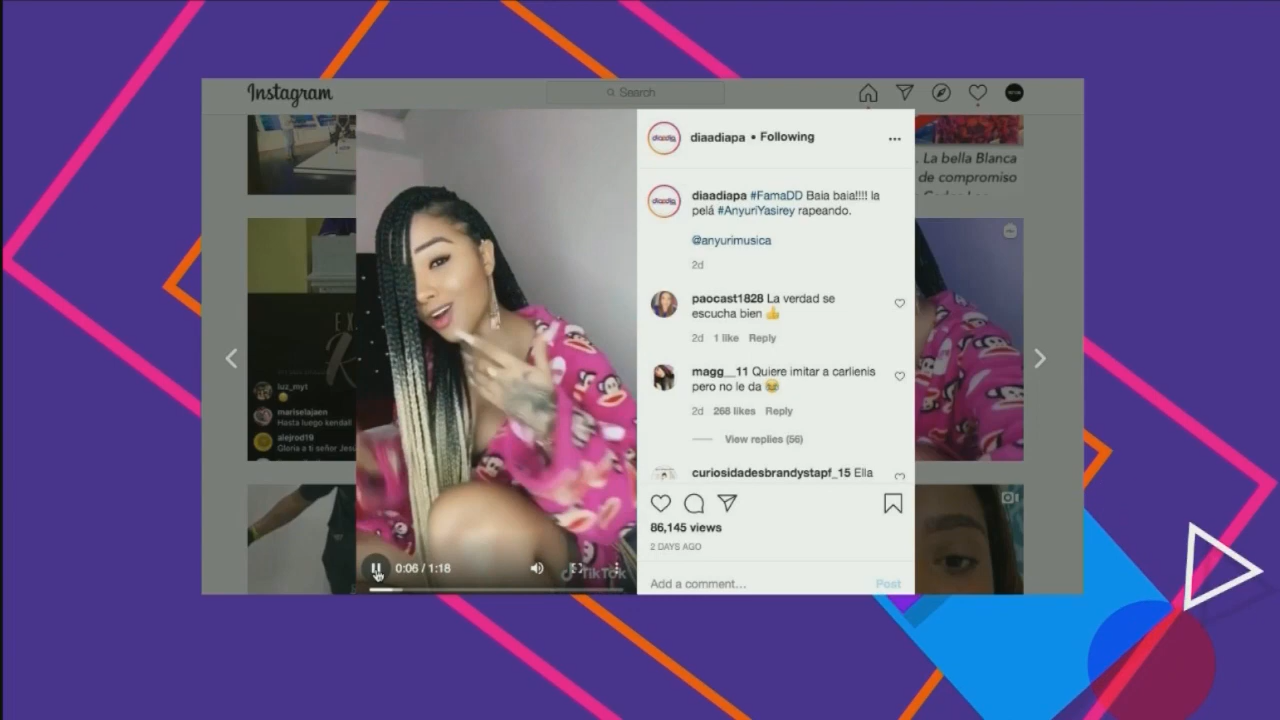 Instagram
Search
. La bella Blanca
de compromiso
diaadiapa • Following
diaadiapa #FamaDD Baia baia!!!! la
pelá #AnyuriYasirey rapeando.
@anyurimusica
2d
paocast1828 La verdad se
escucha bien 👍
2d 1 like Reply
magg__11 Quiere imitar a carlienis
pero no le da 😂
2d 268 likes Reply
View replies (56)
curiosidadesbrandystapf_15 Ella
86,145 views
2 DAYS AGO
Add a comment... Post
luz_myt
mariselajaen
Hasta luego kendall
alejrod19
Gloria a ti señor Jesú
0:06 / 1:18
TikTok